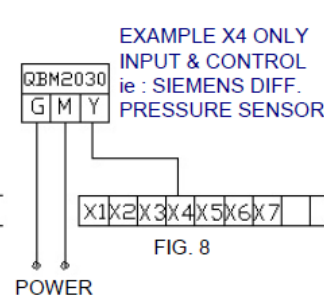 EXAMPLE X4 ONLY
INPUT & CONTROL
ie : SIEMENS DIFF.
PRESSURE SENSOR
QBM2030
G M Y
X1 X2 X3 X4 X5 X6 X7
FIG. 8
POWER